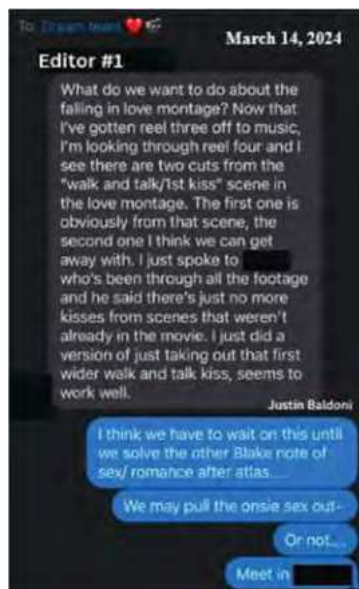 To: Dream team
March 14, 2024
Editor #1
What do we want to do about the
falling in love montage? Now that
I've gotten reel three off to music,
I'm looking through reel four and I
see there are two cuts from the
"walk and talk/1st kiss" scene in
the love montage. The first one is
obviously from that scene, the
second one I think we can get
away with. I just spoke to
who's been through all the footage
and he said there's just no more
kisses from scenes that weren't
already in the movie. I just did a
version of just taking out that first
wider walk and talk kiss, seems to
work well.
Justin Baldoni
I think we have to wait on this until
we solve the other Blake note of
sex/ romance after atlas....
We may pull the onsie sex out-
Or not....
Meet in